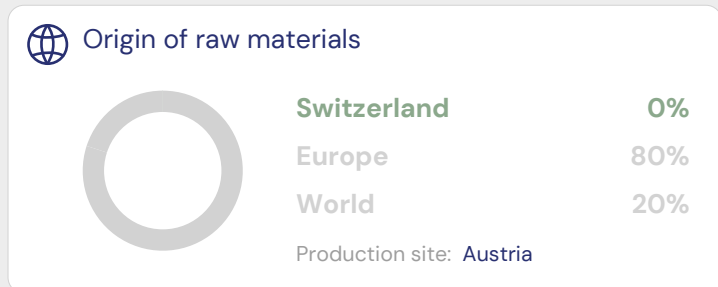 Origin of raw materials
Switzerland 0%
Europe 80%
World 20%
Production site: Austria